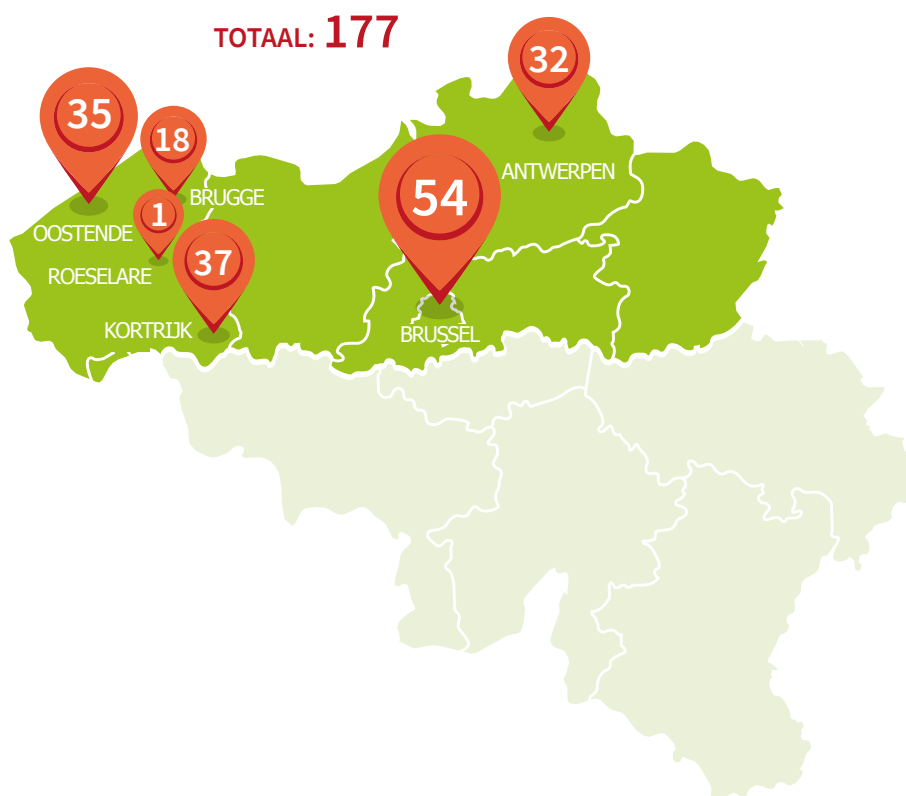 TOTAAL: 177
32
ANTWERPEN
35
OOSTENDE
18
BRUGGE
1
ROESELARE
37
KORTRIJK
54
BRUSSEL